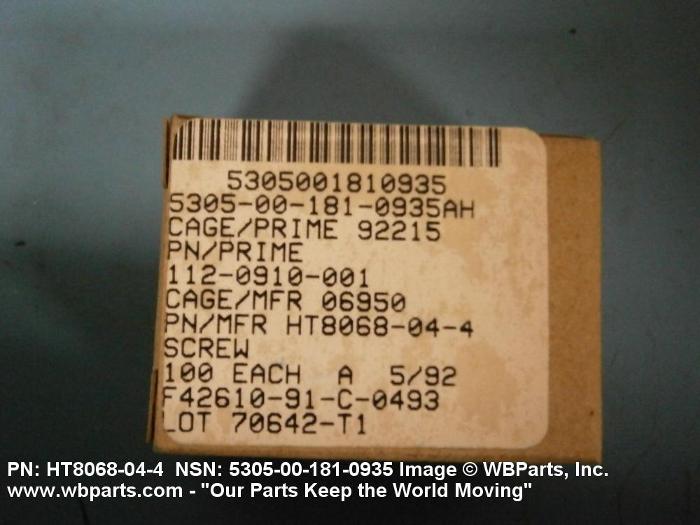 5305001810935
5305-00-181-0935AH
CAGE/PRIME 92215
PN/PRIME
112-0910-001
CAGE/MFR 06950
PN/MFR HT8068-04-4
SCREW
100 EACH A 5/92
F42610-91-C-0493
LOT 70642-T1
PN: HT8068-04-4 NSN: 5305-00-181-0935 Image © WBParts, Inc.
www.wbparts.com - "Our Parts Keep the World Moving"